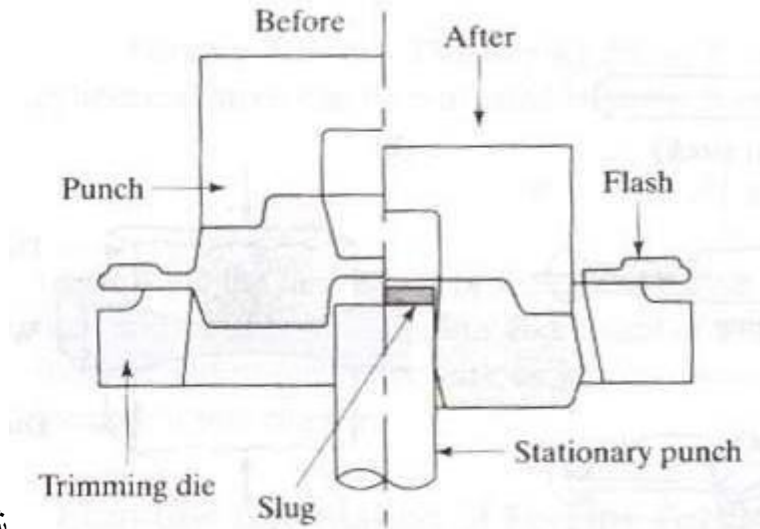 Before
After
Punch
Flash
Trimming die
Slug
Stationary punch